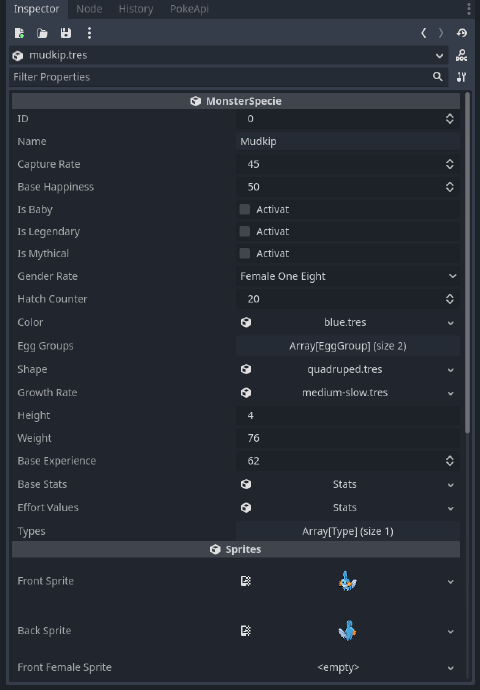 Inspector Node History PokeApi
mudkip.tres
Filter Properties
MonsterSpecie
ID 0
Name Mudkip
Capture Rate 45
Base Happiness 50
Is Baby Activat
Is Legendary Activat
Is Mythical Activat
Gender Rate Female One Eight
Hatch Counter 20
Color blue.tres
Egg Groups Array[EggGroup] (size 2)
Shape quadruped.tres
Growth Rate medium-slow.tres
Height 4
Weight 76
Base Experience 62
Base Stats Stats
Effort Values Stats
Types Array[Type] (size 1)
Sprites
Front Sprite
Back Sprite
Front Female Sprite <empty>